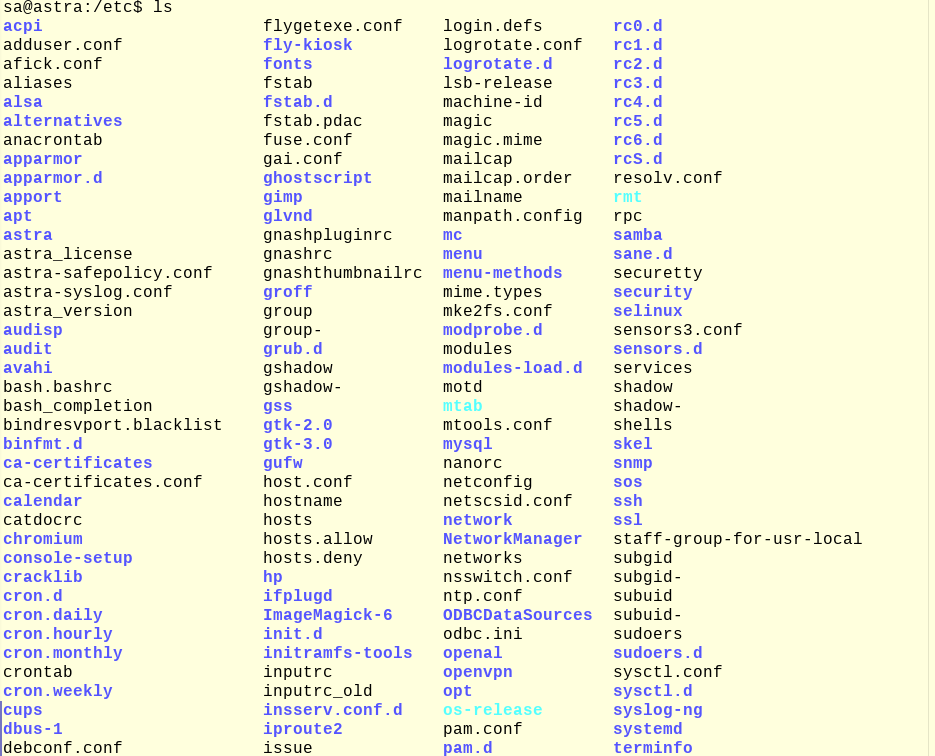 sa@astra:/etc$ ls
acpi flygetexe.conf login.defs rc0.d
adduser.conf fly-kiosk logrotate.conf rc1.d
afick.conf fonts logrotate.d rc2.d
aliases fstab lsb-release rc3.d
alsa fstab.d machine-id rc4.d
alternatives fstab.pdac magic rc5.d
anacrontab fuse.conf magic.mime rc6.d
apparmor gai.conf mailcap rcS.d
apparmor.d ghostscript mailcap.order resolv.conf
apport gimp mailname rmt
apt glvnd manpath.config rpc
astra gnashpluginrc mc samba
astra_license gnashrc menu sane.d
astra-safepolicy.conf gnashthumbnailrc menu-methods securetty
astra-syslog.conf groff mime.types security
astra_version group mke2fs.conf selinux
audisp group- modprobe.d sensors3.conf
audit grub.d modules sensors.d
avahi gshadow modules-load.d services
bash.bashrc gshadow- motd shadow
bash_completion gss mtab shadow-
bindresvport.blacklist gtk-2.0 mtools.conf shells
binfmt.d gtk-3.0 mysql skel
ca-certificates gufw nanorc snmp
ca-certificates.conf host.conf netconfig sos
calendar hostname netscsid.conf ssh
catdocrc hosts network ssl
chromium hosts.allow NetworkManager staff-group-for-usr-local
console-setup hosts.deny networks subgid
cracklib hp nsswitch.conf subgid-
cron.d ifplugd ntp.conf subuid
cron.daily ImageMagick-6 ODBCDataSources subuid-
cron.hourly init.d odbc.ini sudoers
cron.monthly initramfs-tools openal sudoers.d
crontab inputrc openvpn sysctl.conf
cron.weekly inputrc_old opt sysctl.d
cups insserv.conf.d os-release syslog-ng
dbus-1 iproute2 pam.conf systemd
debconf.conf issue pam.d terminfo